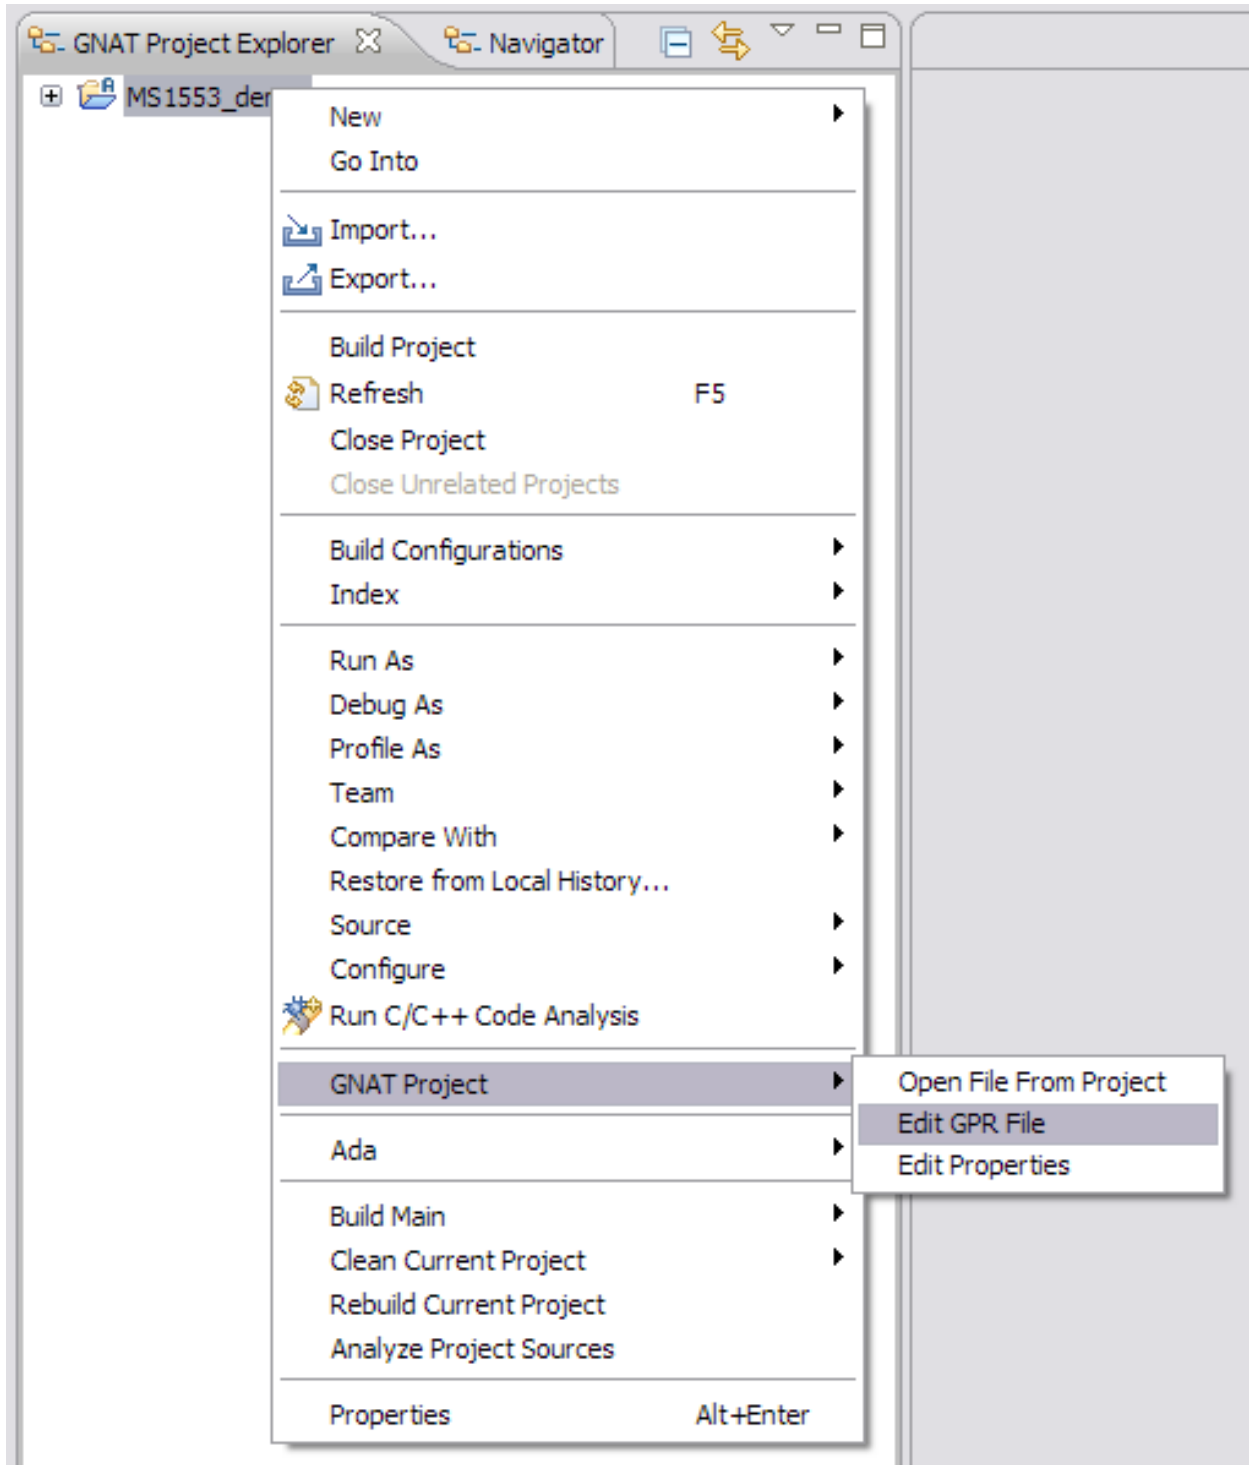 GNAT Project Explorer Navigator
MS1553_der
New
Go Into
Import...
Export...
Build Project
Refresh F5
Close Project
Close Unrelated Projects
Build Configurations
Index
Run As
Debug As
Profile As
Team
Compare With
Restore from Local History...
Source
Configure
Run C/C++ Code Analysis
GNAT Project
Open File From Project
Edit GPR File
Edit Properties
Ada
Build Main
Clean Current Project
Rebuild Current Project
Analyze Project Sources
Properties Alt+Enter